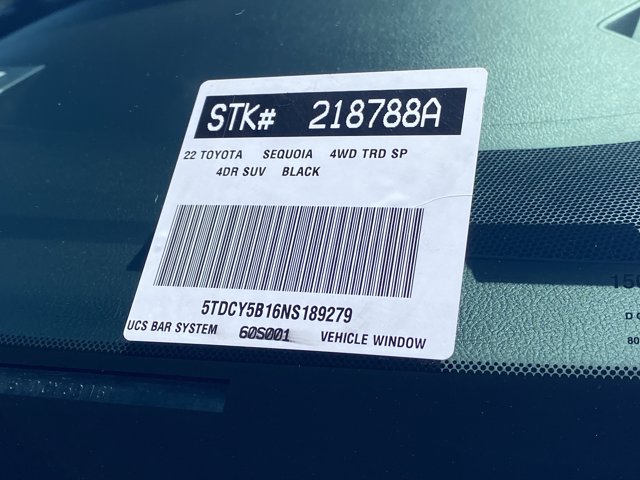 STK# 218788A
22 TOYOTA SEQUOIA 4WD TRD SP
4DR SUV BLACK
5TDCY5B16NS189279
UCS BAR SYSTEM 60S001 VEHICLE WINDOW